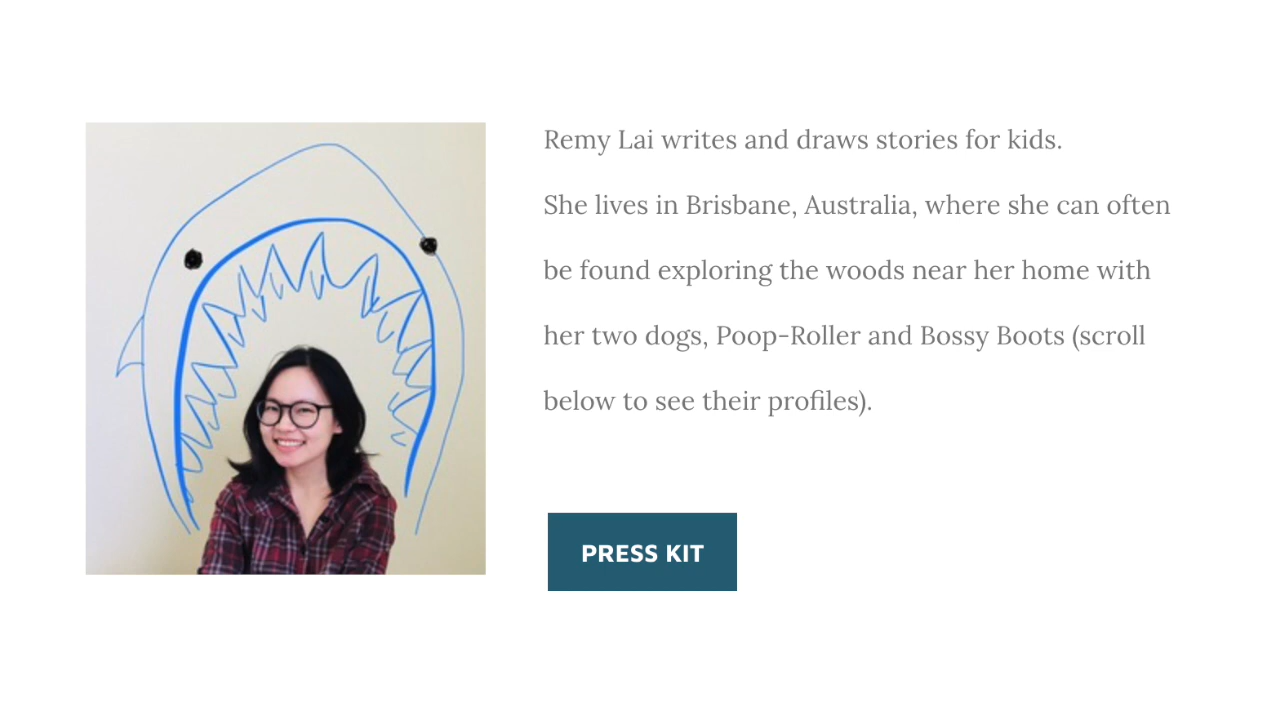 Remy Lai writes and draws stories for kids.
She lives in Brisbane, Australia, where she can often
be found exploring the woods near her home with
her two dogs, Poop-Roller and Bossy Boots (scroll
below to see their profiles).
PRESS KIT